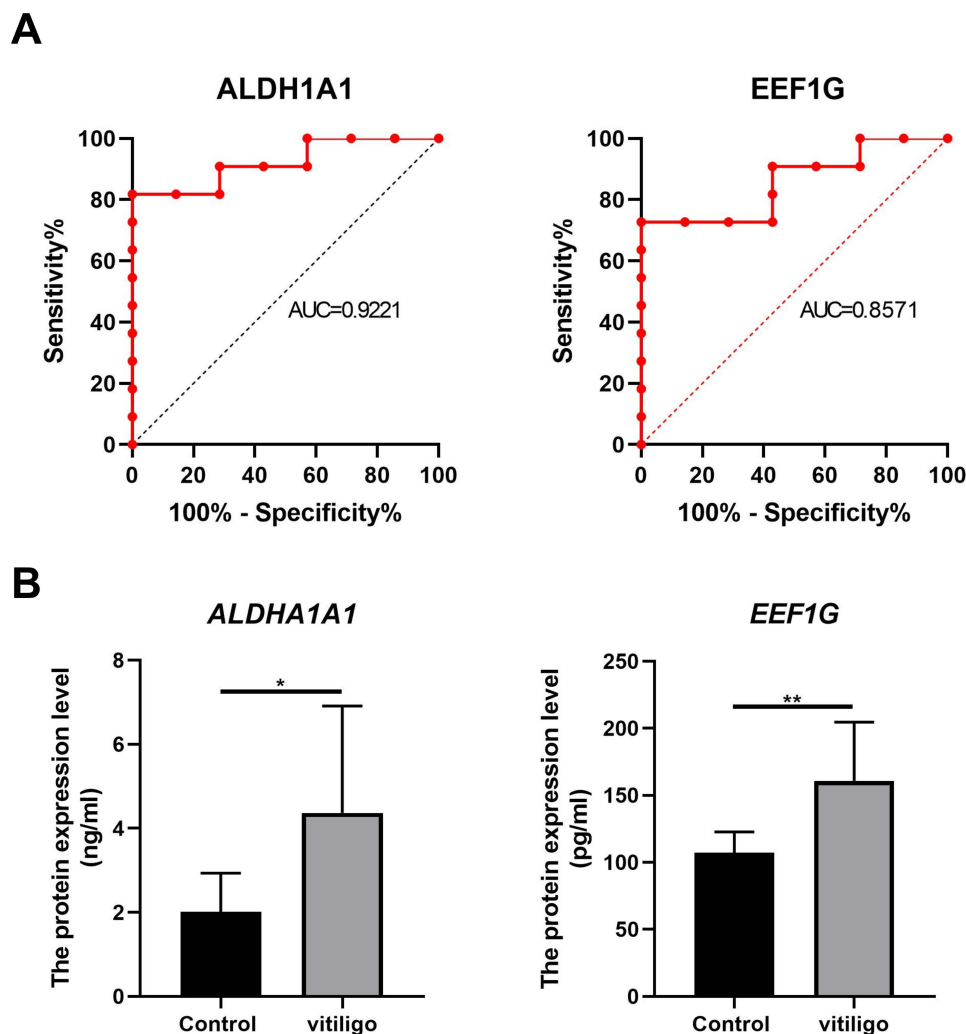 A
ALDH1A1
EEF1G
100
80
60
40
20
0
Sensitivity%
AUC=0.9221
0 20 40 60 80 100
100% - Specificity%
100
80
60
40
20
0
Sensitivity%
AUC=0.8571
0 20 40 60 80 100
100% - Specificity%
B
ALDHA1A1
EEF1G
The protein expression level
(ng/ml)
8
6
4
2
0
*
Control vitiligo
The protein expression level
(pg/ml)
250
200
150
100
50
0
**
Control vitiligo